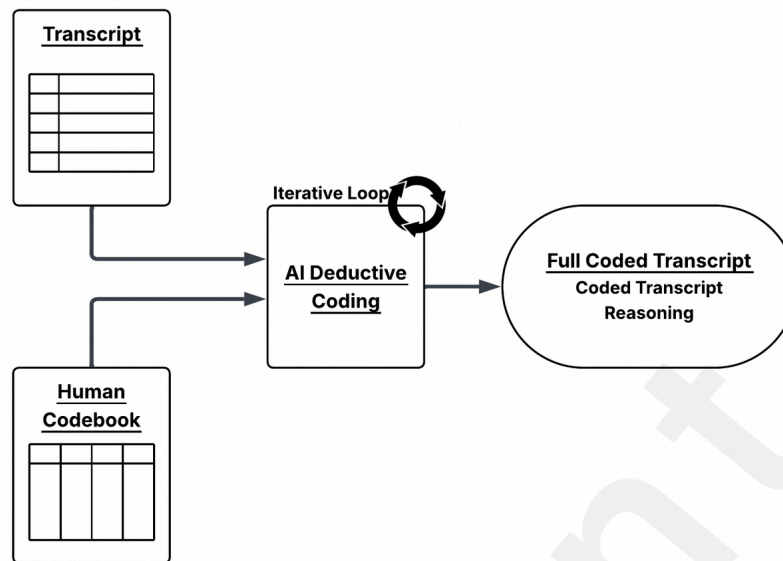 Transcript
Iterative Loop
AI Deductive
Coding
Full Coded Transcript
Coded Transcript
Reasoning
Human
Codebook